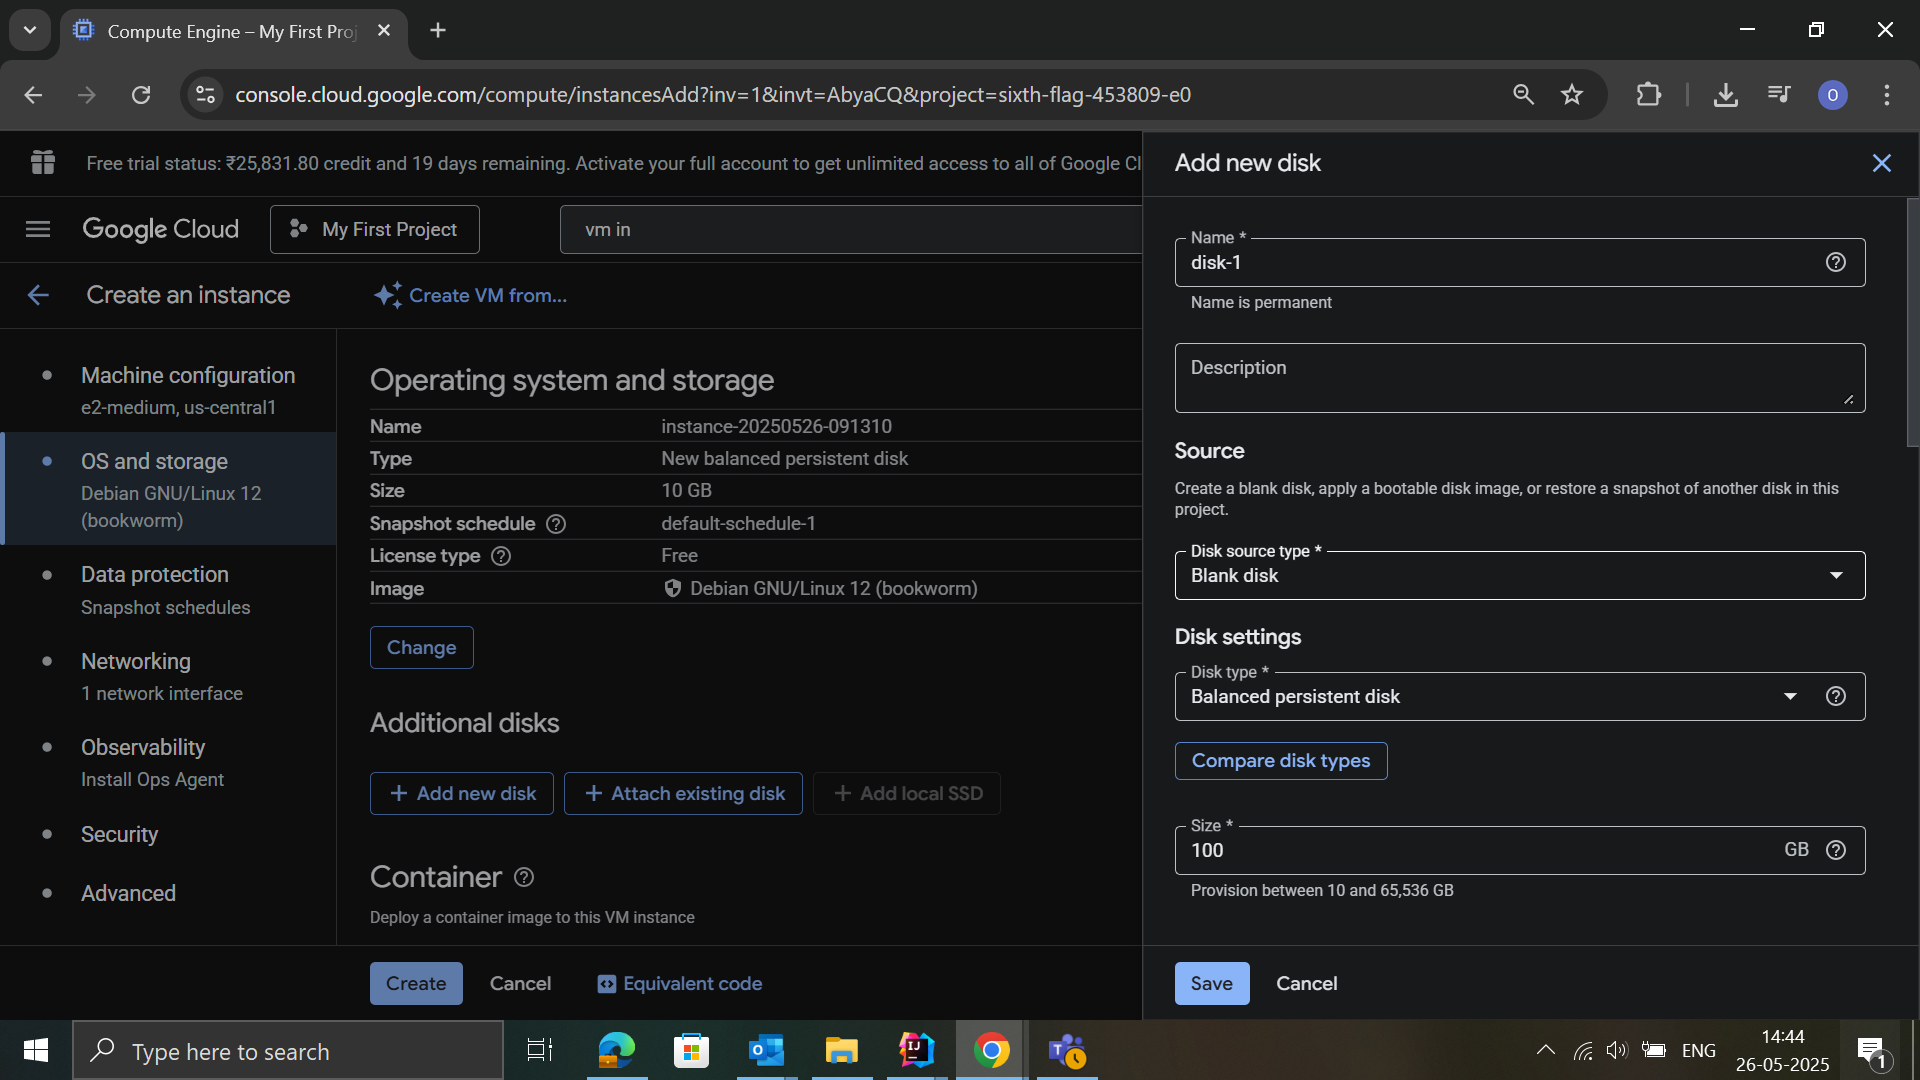 Compute Engine – My First Proj
console.cloud.google.com/compute/instancesAdd?inv=1&invt=AbyaCQ&project=sixth-flag-453809-e0
O
Free trial status: ₹25,831.80 credit and 19 days remaining. Activate your full account to get unlimited access to all of Google Cl
Google Cloud
My First Project
vm in
Create an instance
Create VM from...
Machine configuration
e2-medium, us-central1
OS and storage
Debian GNU/Linux 12
(bookworm)
Data protection
Snapshot schedules
Networking
1 network interface
Observability
Install Ops Agent
Security
Advanced
Operating system and storage
Name instance-20250526-091310
Type New balanced persistent disk
Size 10 GB
Snapshot schedule default-schedule-1
License type Free
Image Debian GNU/Linux 12 (bookworm)
Change
Additional disks
+ Add new disk
+ Attach existing disk
+ Add local SSD
Container
Deploy a container image to this VM instance
Create
Cancel
Equivalent code
Add new disk
Name *
disk-1
Name is permanent
Description
Source
Create a blank disk, apply a bootable disk image, or restore a snapshot of another disk in this
project.
Disk source type *
Blank disk
Disk settings
Disk type *
Balanced persistent disk
Compare disk types
Size *
100 GB
Provision between 10 and 65,536 GB
Save
Cancel
Type here to search
ENG
14:44
26-05-2025
1